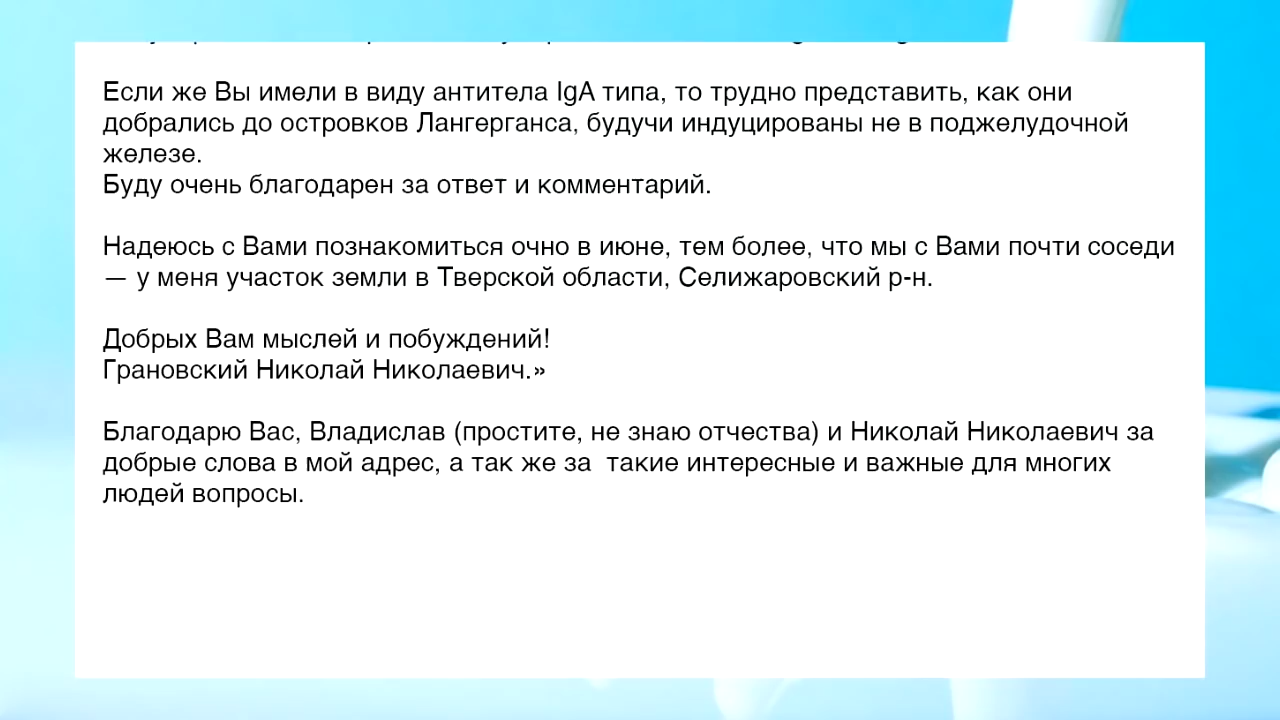 Если же Вы имели в виду антитела IgA типа, то трудно представить, как они
добрались до островков Лангерганса, будучи индуцированы не в поджелудочной
железе.
Буду очень благодарен за ответ и комментарий.
Надеюсь с Вами познакомиться очно в июне, тем более, что мы с Вами почти соседи
— у меня участок земли в Тверской области, Селижаровский р-н.
Добрых Вам мыслей и побуждений!
Грановский Николай Николаевич.»
Благодарю Вас, Владислав (простите, не знаю отчества) и Николай Николаевич за
добрые слова в мой адрес, а так же за  такие интересные и важные для многих
людей вопросы.